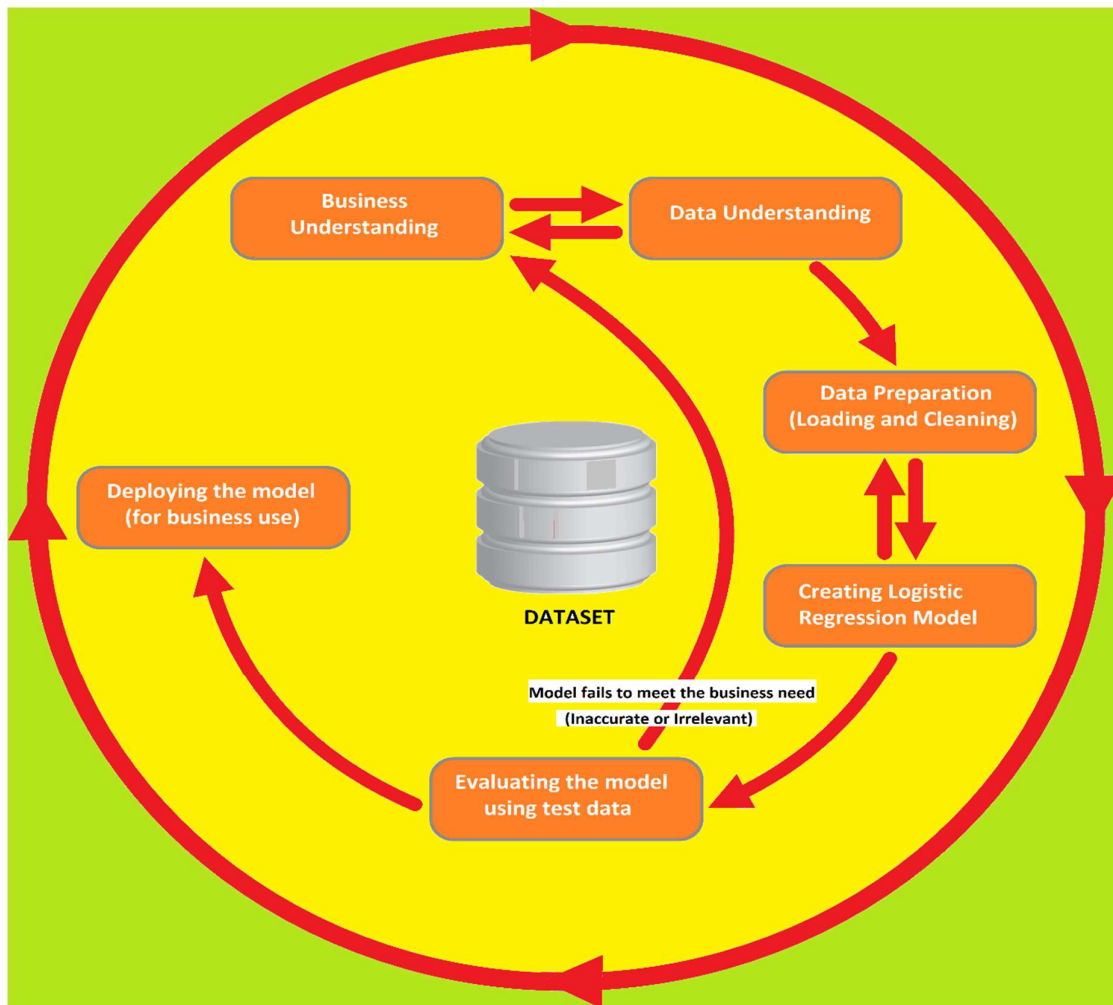 Business
Understanding
Data Understanding
Data Preparation
(Loading and Cleaning)
Creating Logistic
Regression Model
Model fails to meet the business need
(Inaccurate or Irrelevant)
Evaluating the model
using test data
Deploying the model
(for business use)
DATASET